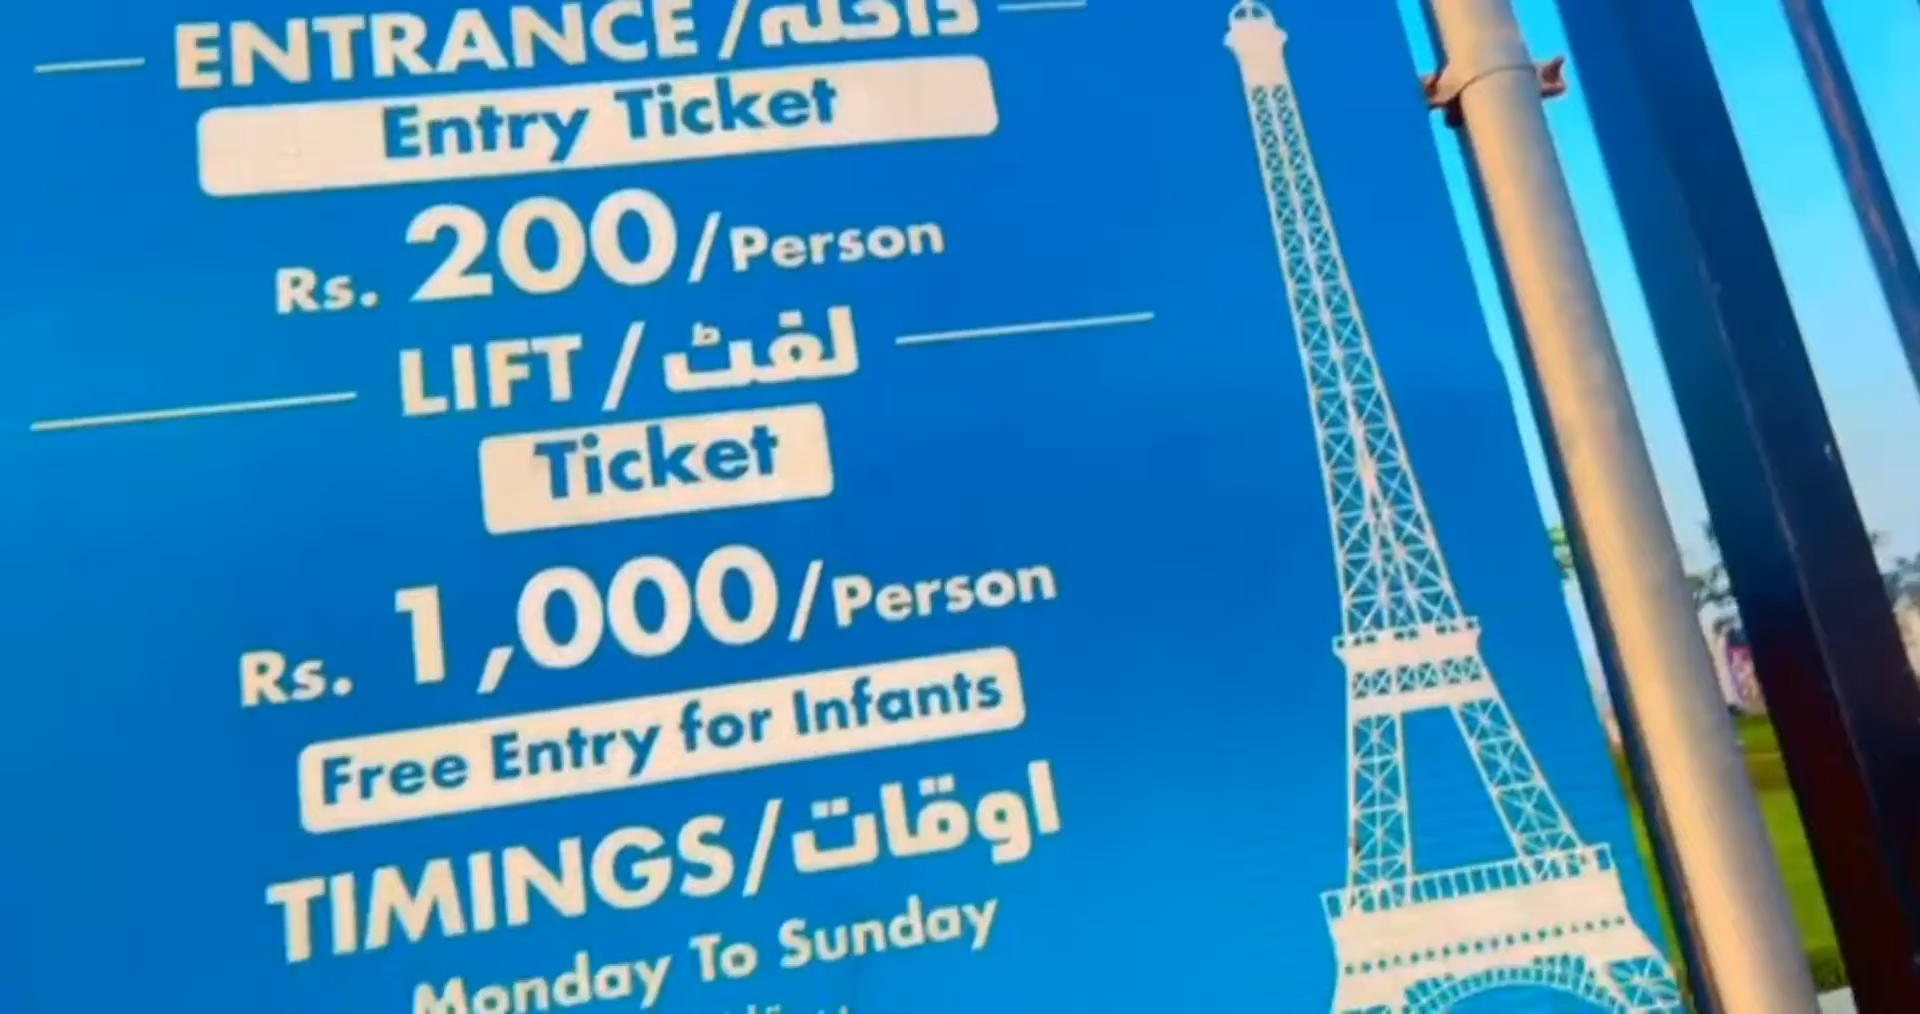 ENTRANCE / داخلہ
Entry Ticket
Rs. 200/Person
LIFT / لفٹ
Ticket
Rs. 1,000/Person
Free Entry for Infants
TIMINGS/اوقات
Monday To Sunday